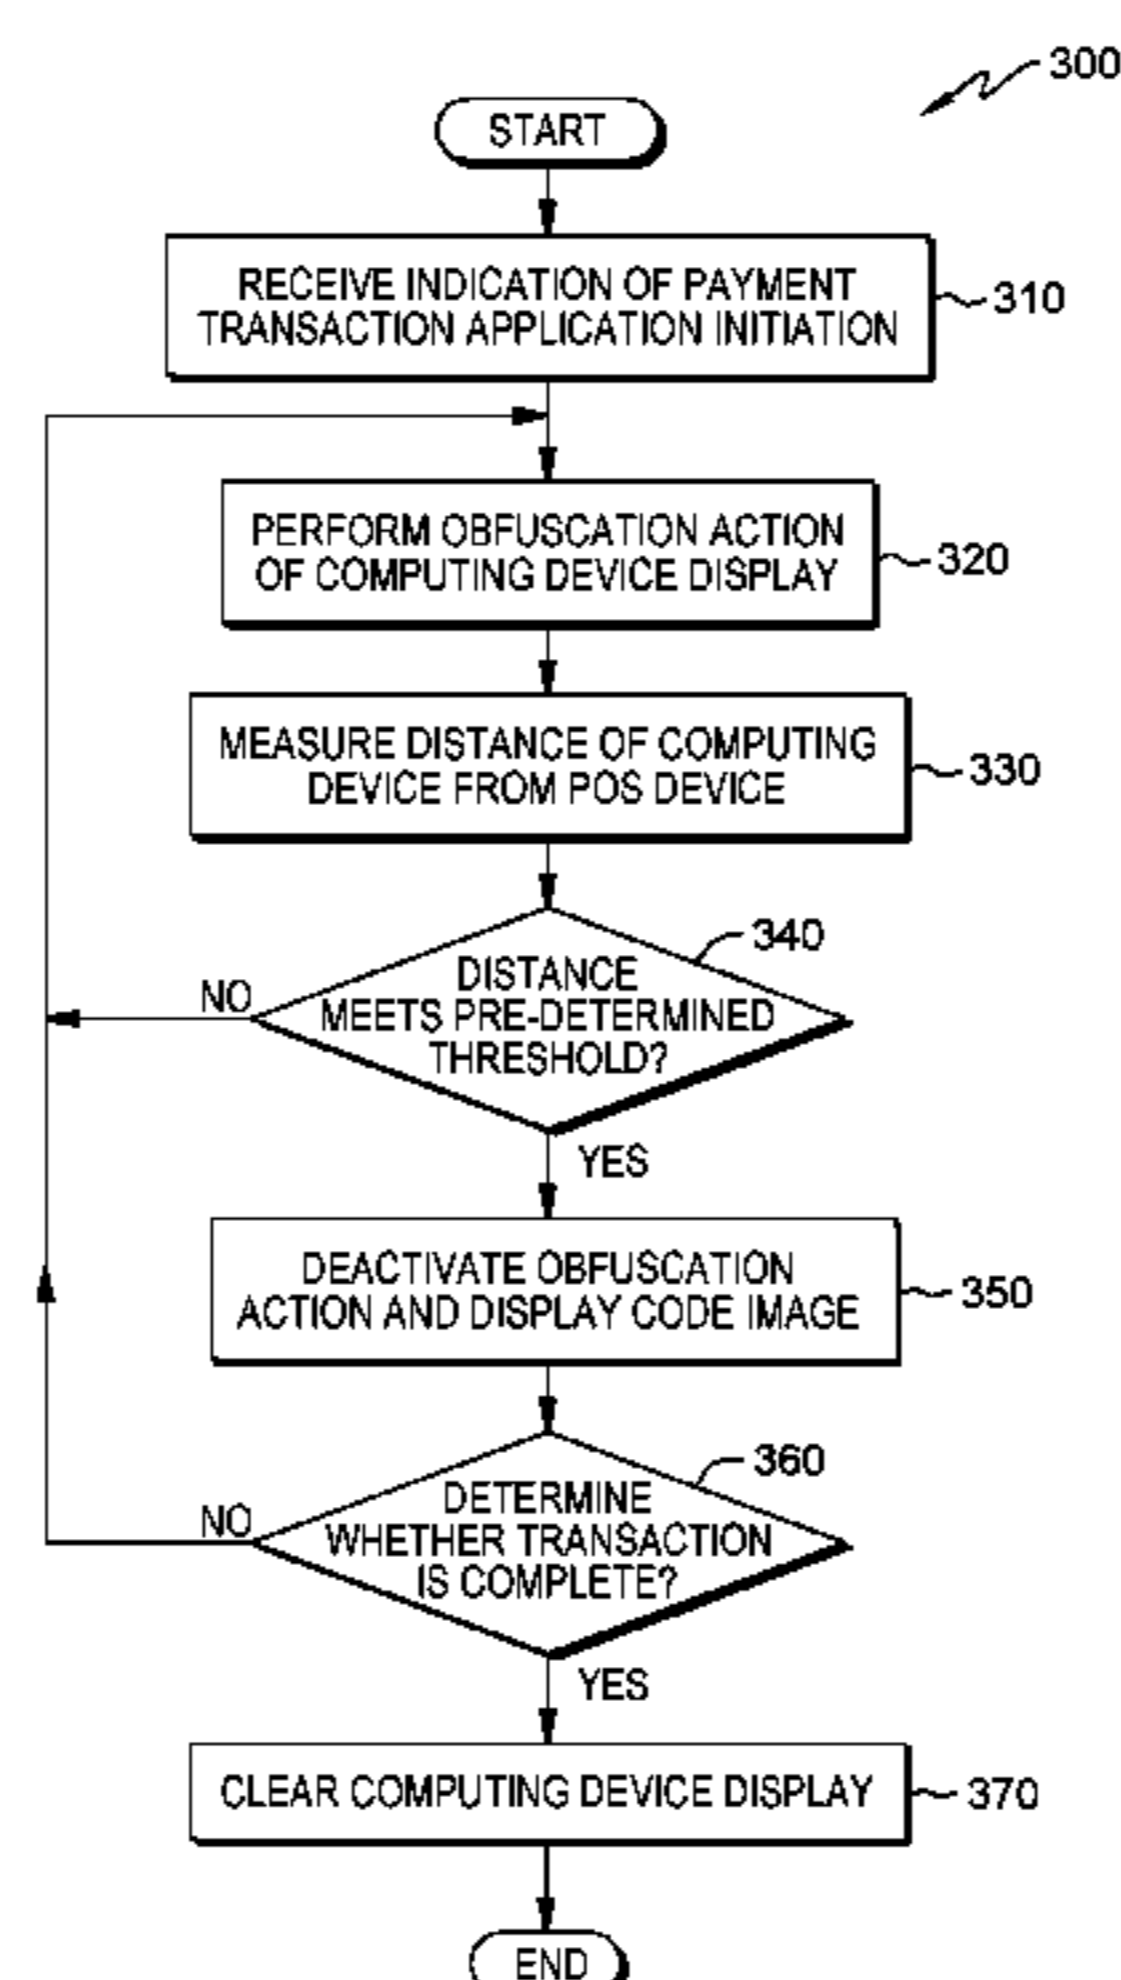 300
START
RECEIVE INDICATION OF PAYMENT
TRANSACTION APPLICATION INITIATION
310
PERFORM OBFUSCATION ACTION
OF COMPUTING DEVICE DISPLAY
320
MEASURE DISTANCE OF COMPUTING
DEVICE FROM POS DEVICE
330
340
DISTANCE
MEETS PRE-DETERMINED
THRESHOLD?
NO
YES
DEACTIVATE OBFUSCATION
ACTION AND DISPLAY CODE IMAGE
350
360
DETERMINE
WHETHER TRANSACTION
IS COMPLETE?
NO
YES
CLEAR COMPUTING DEVICE DISPLAY
370
END